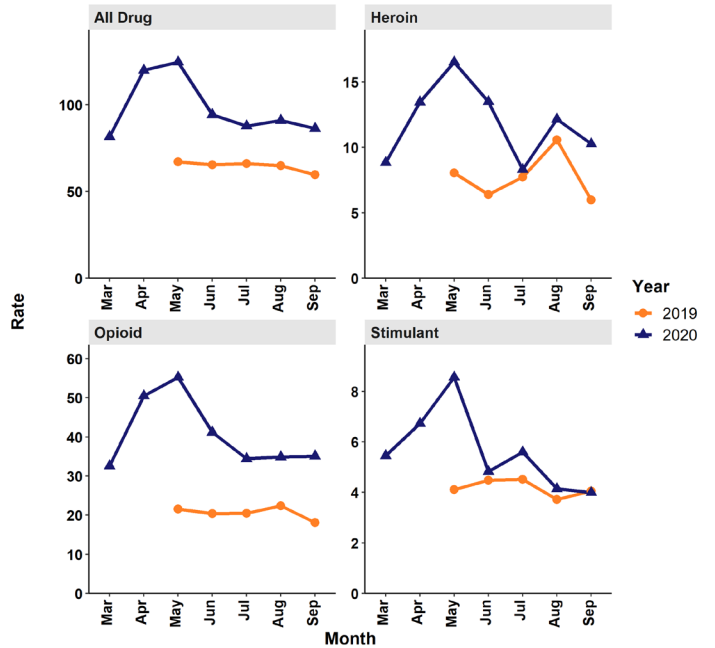 All Drug
100
50
0
Mar
Apr
May
Jun
Jul
Aug
Sep
Heroin
15
10
5
0
Mar
Apr
May
Jun
Jul
Aug
Sep
Rate
Opioid
60
50
40
30
20
10
0
Mar
Apr
May
Jun
Jul
Aug
Sep
Stimulant
8
6
4
2
0
Mar
Apr
May
Jun
Jul
Aug
Sep
Month
Year
2019
2020